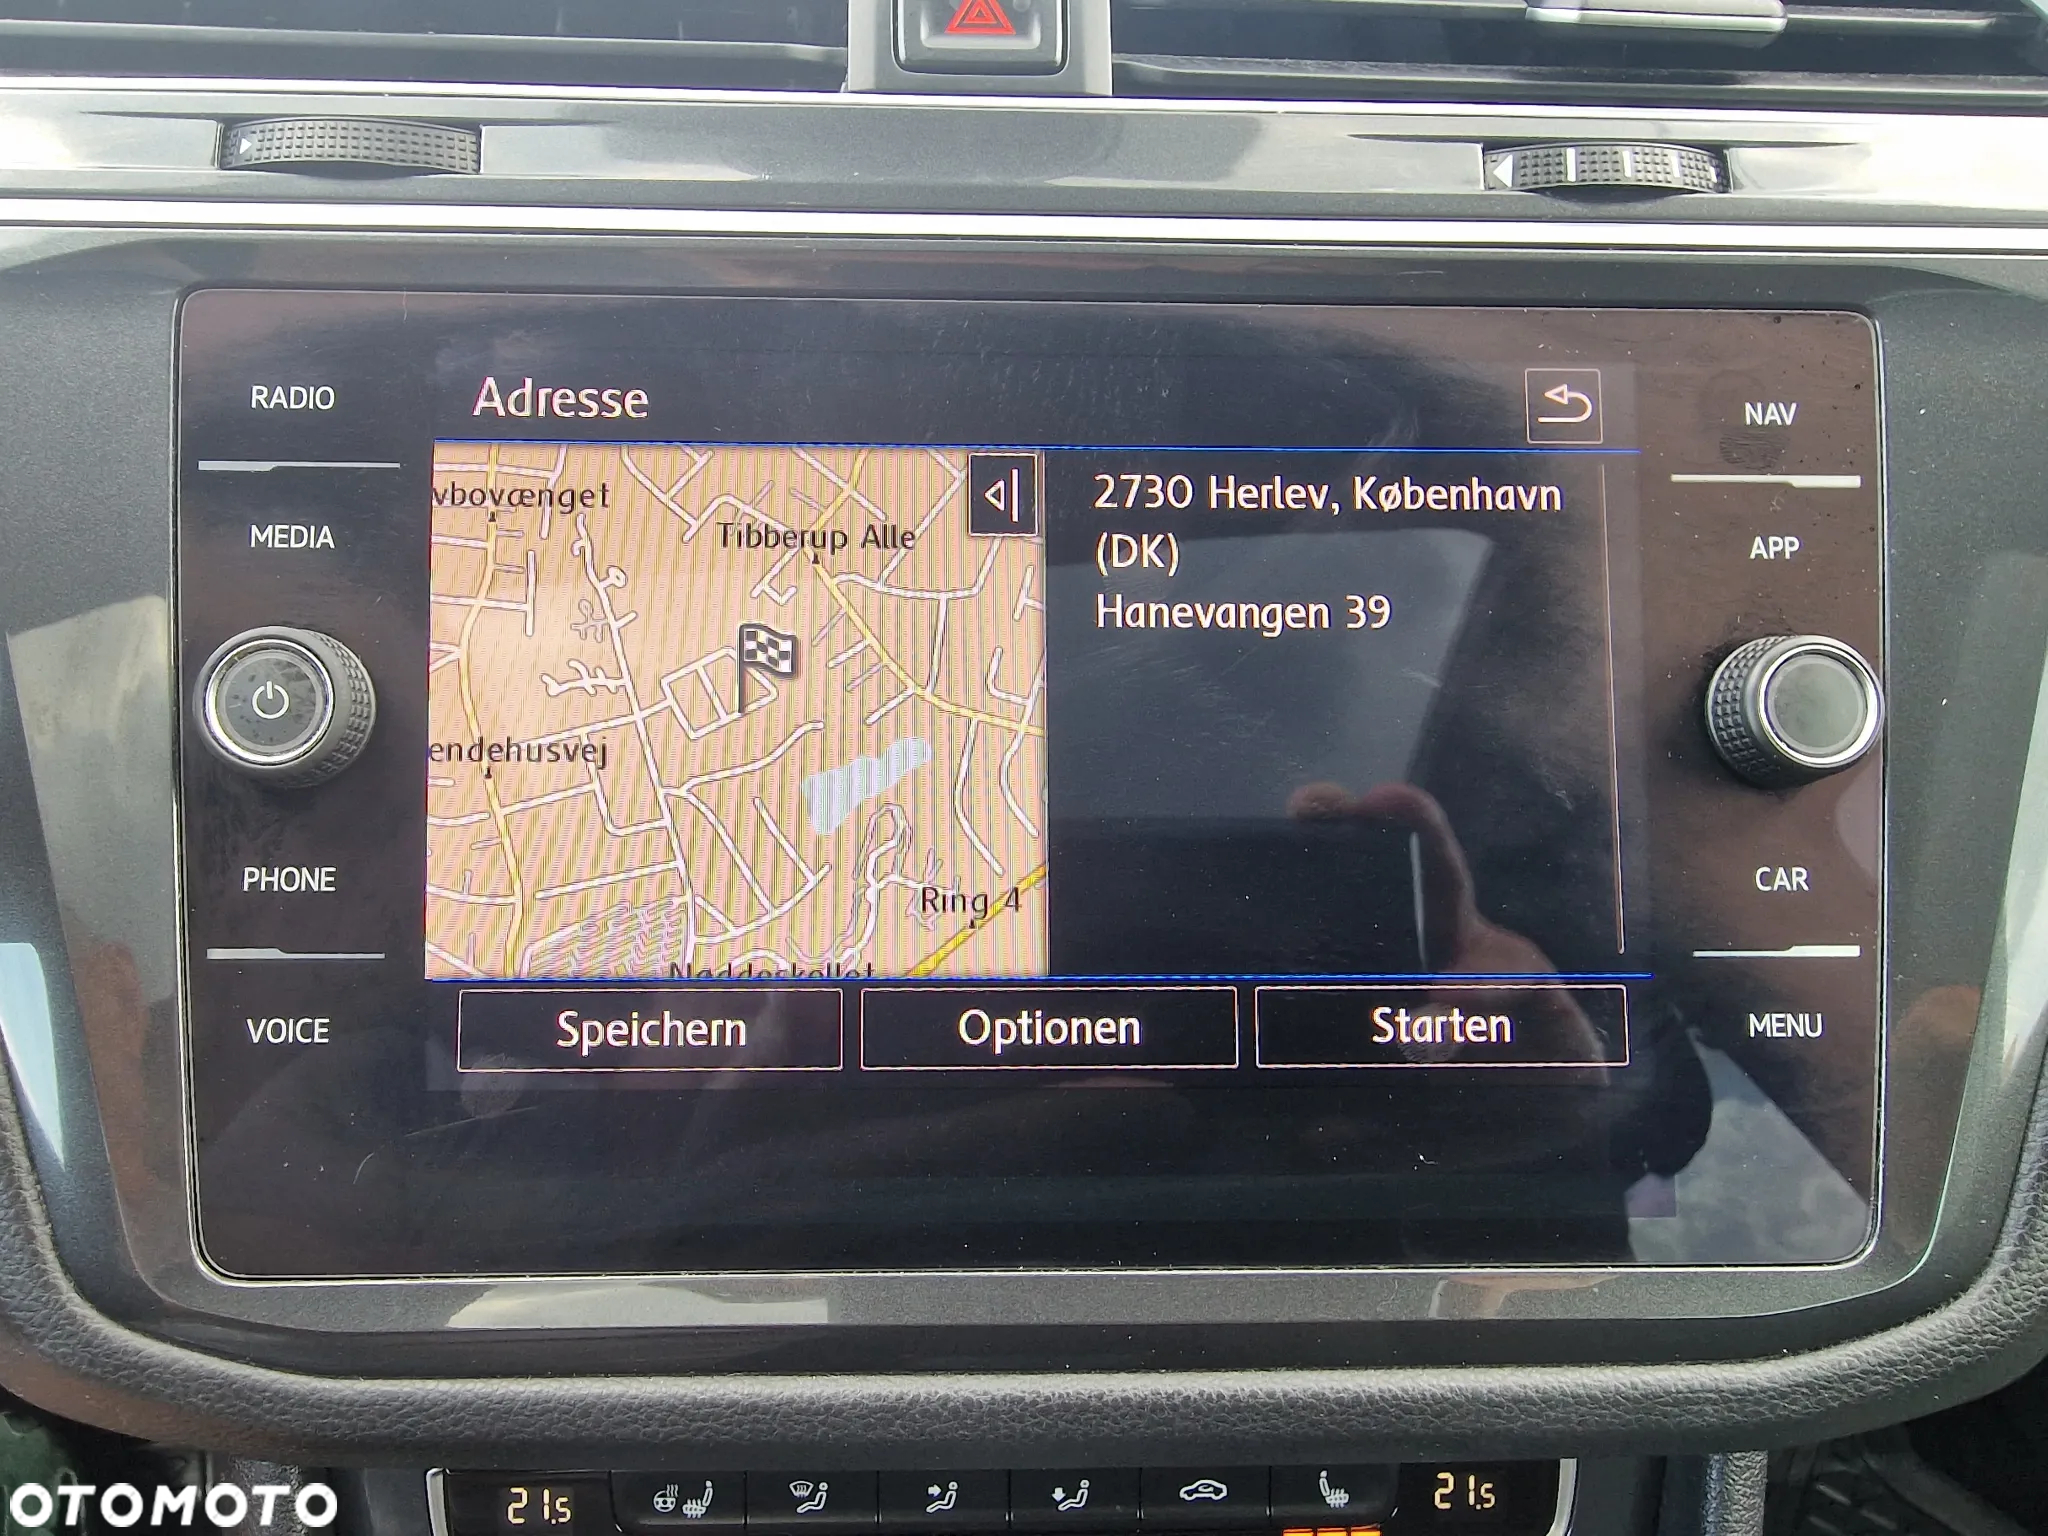 RADIO
MEDIA
PHONE
VOICE
Adresse
vbovænget
Tibberup Alle
endehusvej
Ring 4
2730 Herlev, København
(DK)
Hanevangen 39
Speichern
Optionen
Starten
NAV
APP
CAR
MENU
21.5
21.5
OTOMOTO